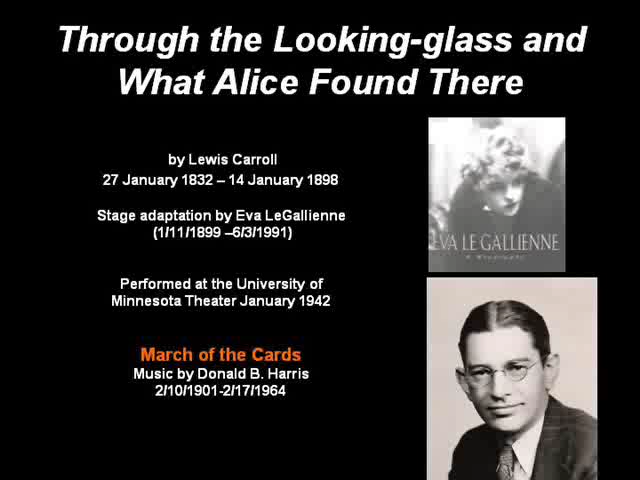 Through the Looking-glass and
What Alice Found There
by Lewis Carroll
27 January 1832 – 14 January 1898
Stage adaptation by Eva LeGallienne
(1/11/1899 –6/3/1991)
Performed at the University of
Minnesota Theater January 1942
March of the Cards
Music by Donald B. Harris
2/10/1901-2/17/1964
EVA LE GALLIENNE